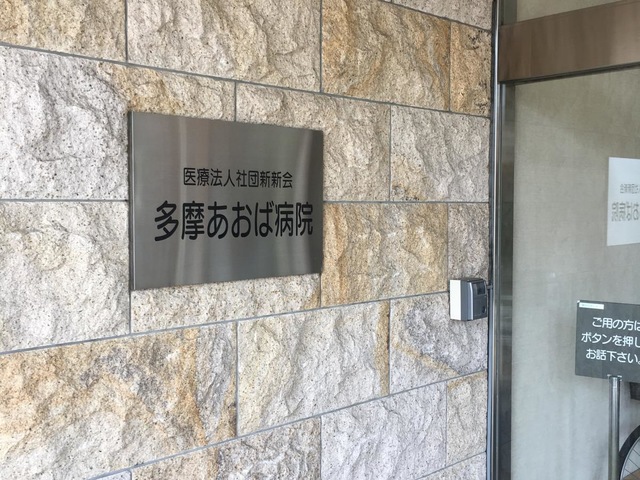 医療法人社団新新会
多摩あおば病院
ご用の方は
ボタンを押し
お話下さい。